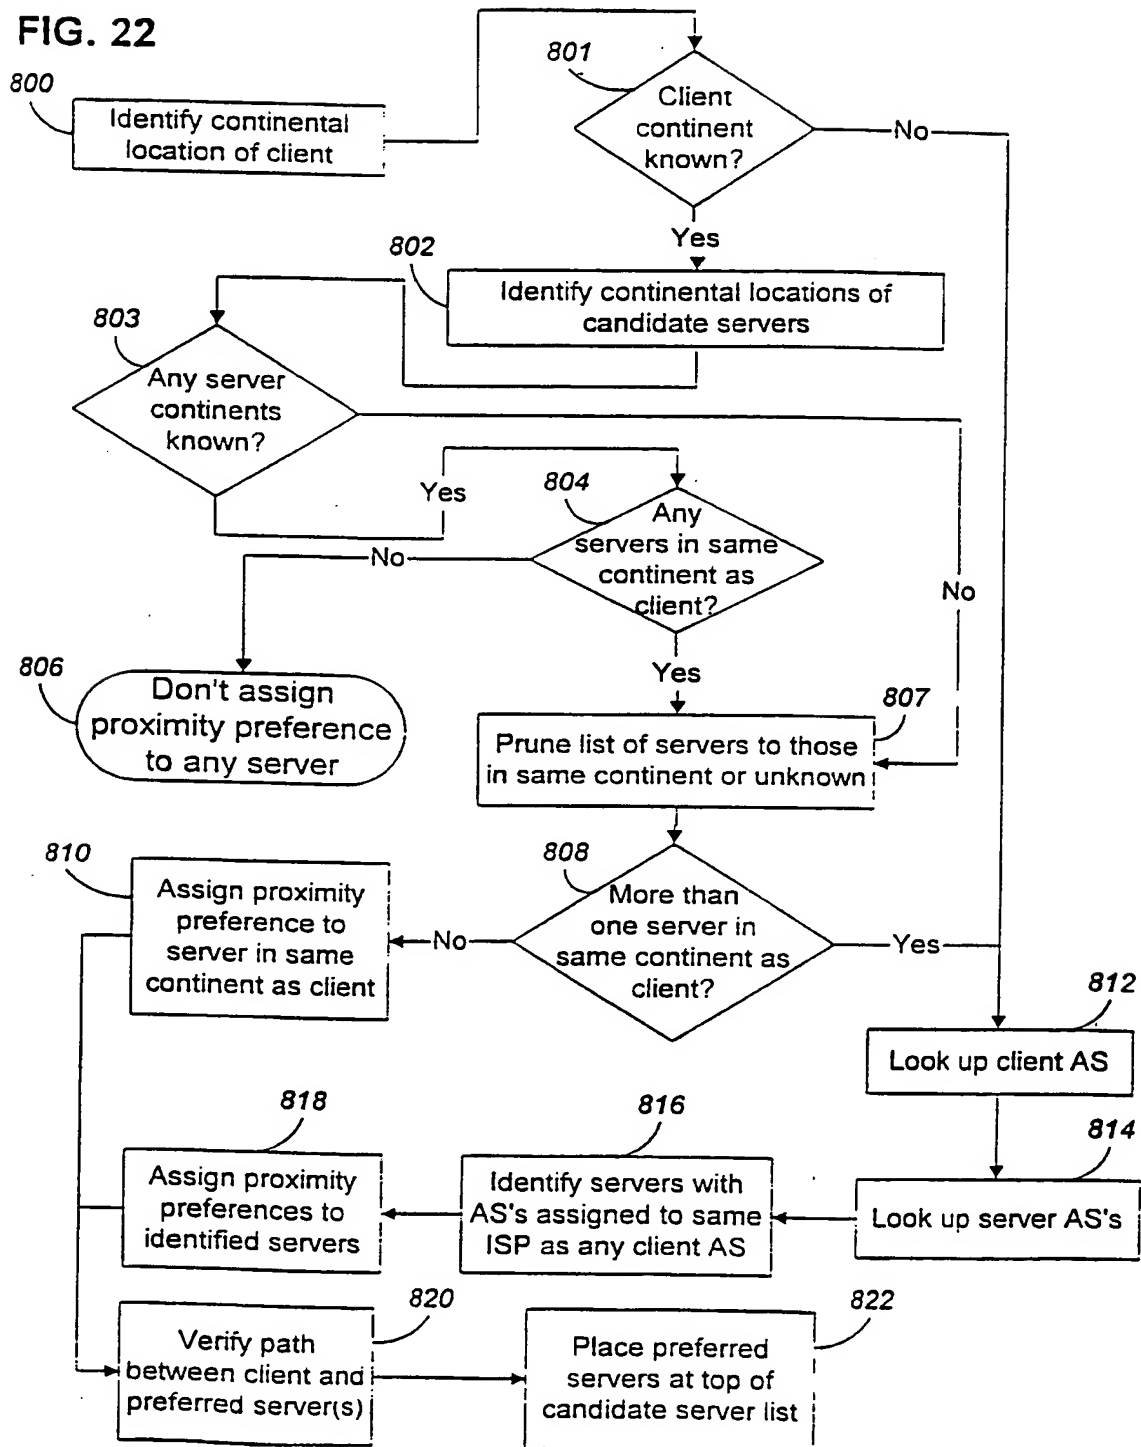 FIG. 22
800
Identify continental
location of client
801
Client
continent
known?
No
Yes
802
Identify continental locations of
candidate servers
803
Any server
continents
known?
Yes
804
Any
servers in same
continent as
client?
No
No
Yes
806
Don't assign
proximity preference
to any server
807
Prune list of servers to those
in same continent or unknown
808
More than
one server in
same continent as
client?
No
Yes
810
Assign proximity
preference to
server in same
continent as client
812
Look up client AS
814
Look up server AS's
816
Identify servers with
AS's assigned to same
ISP as any client AS
818
Assign proximity
preferences to
identified servers
820
Verify path
between client and
preferred server(s)
822
Place preferred
servers at top of
candidate server list